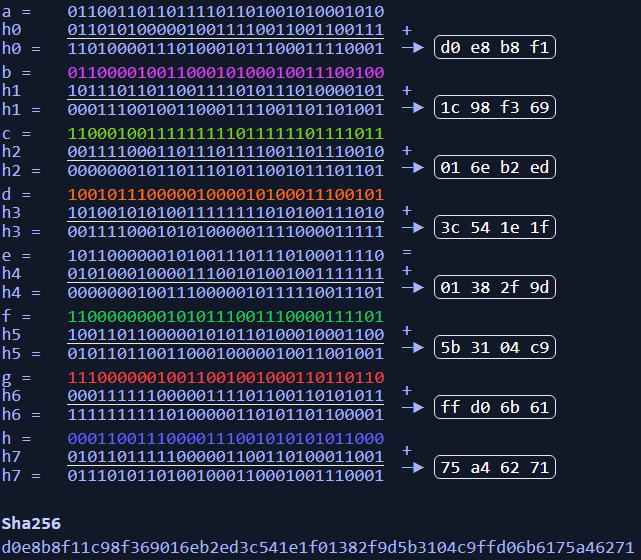 a = 01100110110111101101001010001010
h0 01101010000010011110011001100111 +
h0 = 11010000111010001011100011110001 → d0 e8 b8 f1
b = 01100001001100010100010011100100
h1 10111011011001111010111010000101 +
h1 = 00011100100110001111001101101001 → 1c 98 f3 69
c = 11000100111111111011111101111011
h2 00111100011011101111001101110010 +
h2 = 00000001011011101011001011101101 → 01 6e b2 ed
d = 10010111000001000010100011100101
h3 10100101010011111111010100111010 +
h3 = 00111100010101000001111000011111 → 3c 54 1e 1f
e = 10110000001010011101110100011110 =
h4 01010001000011100101001001111111 +
h4 = 00000001001110000010111110011101 → 01 38 2f 9d
f = 11000000001010111001110000111101
h5 10011011000001010110100010001100 +
h5 = 01011011001100010000010011001001 → 5b 31 04 c9
g = 11100000010011001001000110110110
h6 00011111100000111101100110101011 +
h6 = 11111111110100000110101101100001 → ff d0 6b 61
h = 00011001110000111001010101011000
h7 01011011111000001100110100011001 +
h7 = 01110101101001000110001001110001 → 75 a4 62 71
Sha256
d0e8b8f11c98f369016eb2ed3c541e1f01382f9d5b3104c9ffd06b6175a46271